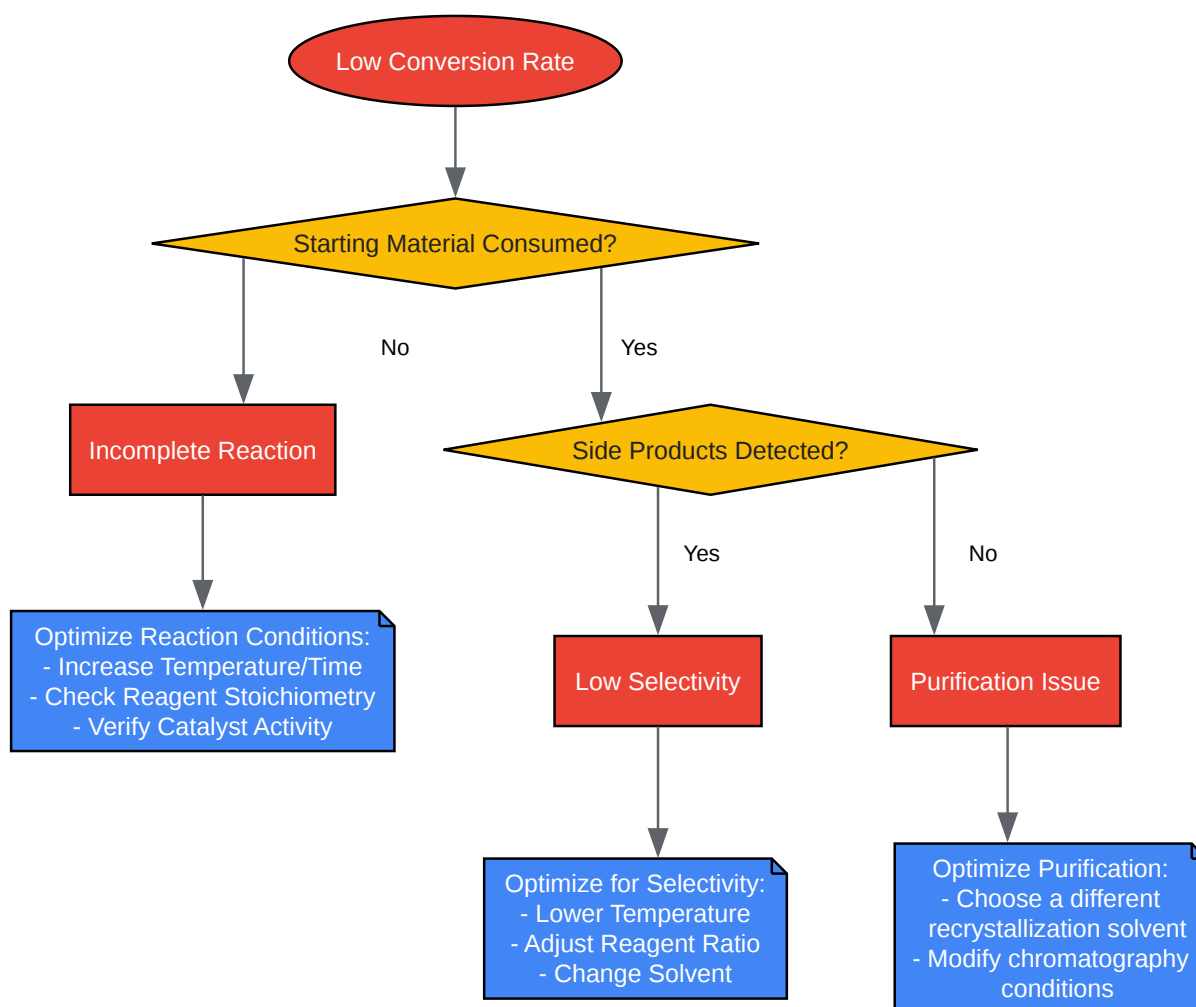 Low Conversion Rate
Starting Material Consumed?
No
Yes
Incomplete Reaction
Side Products Detected?
Yes
No
Optimize Reaction Conditions:
- Increase Temperature/Time
- Check Reagent Stoichiometry
- Verify Catalyst Activity
Low Selectivity
Purification Issue
Optimize for Selectivity:
- Lower Temperature
- Adjust Reagent Ratio
- Change Solvent
Optimize Purification:
- Choose a different
recrystallization solvent
- Modify chromatography
conditions